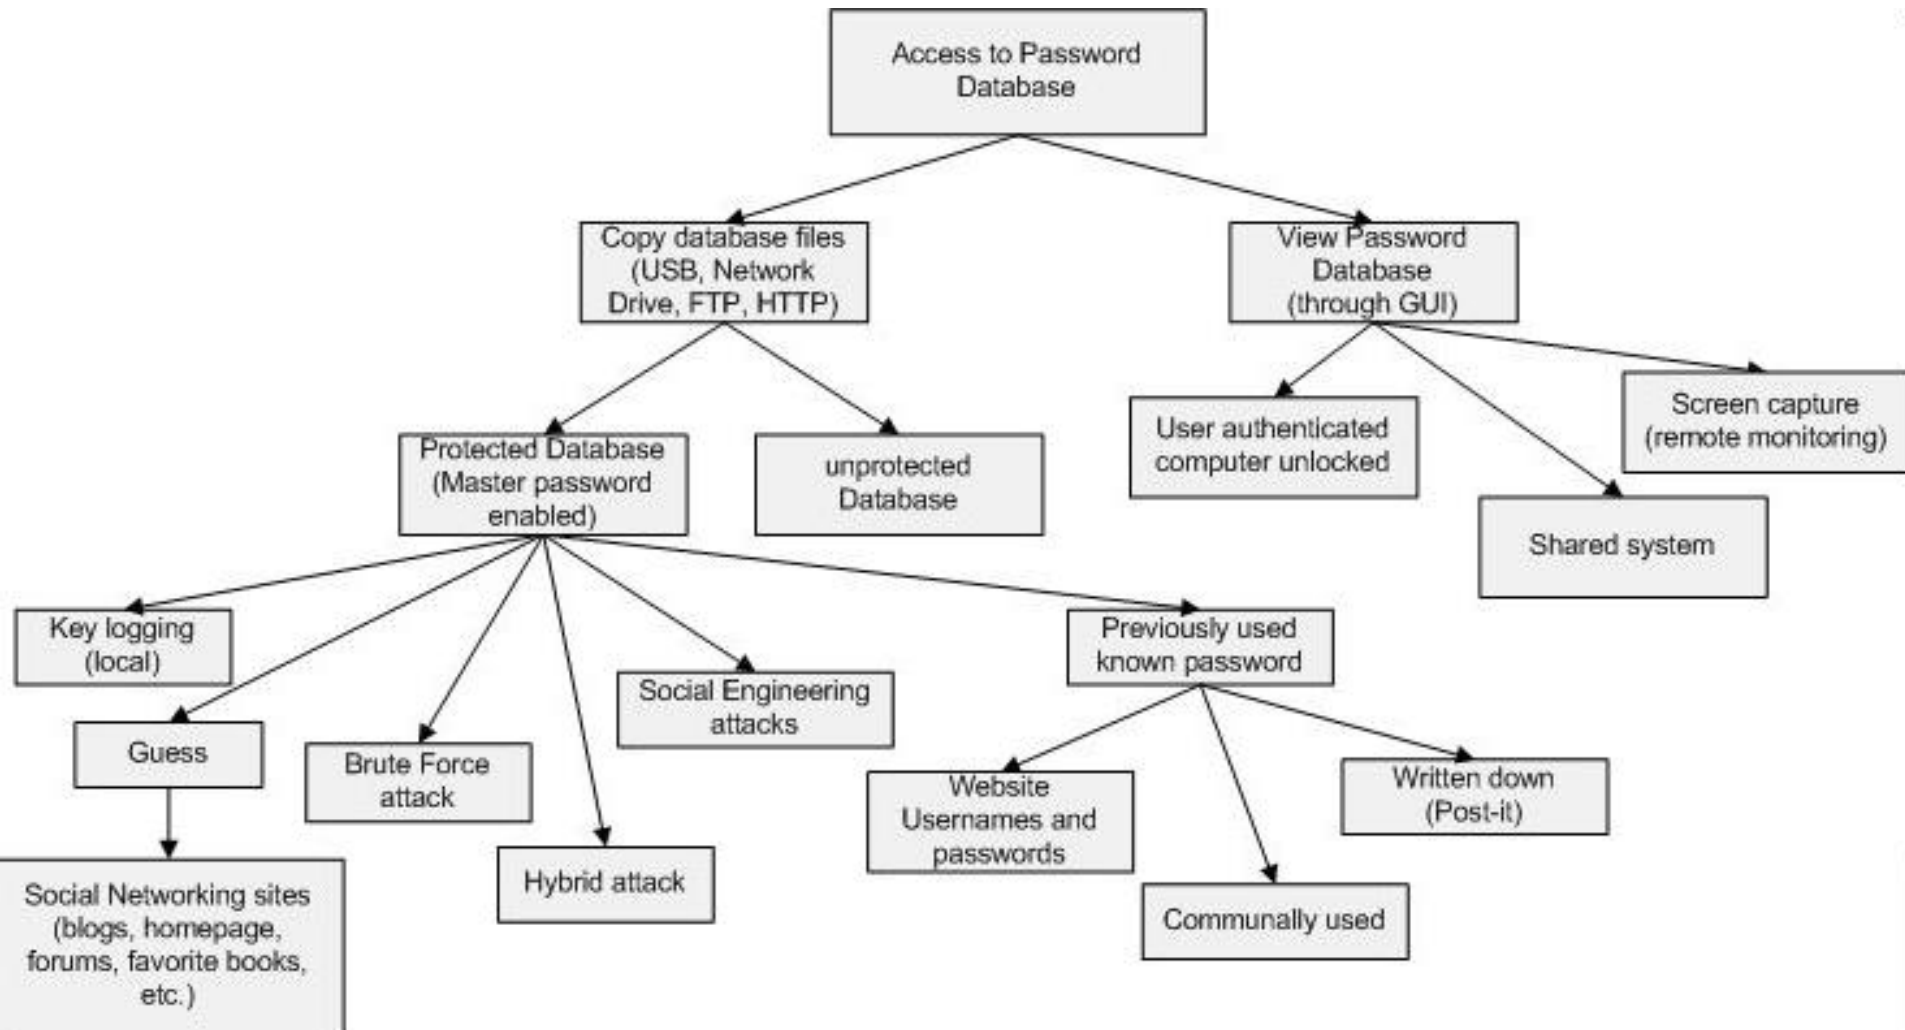 Access to Password
Database
Copy database files
(USB, Network
Drive, FTP, HTTP)
View Password
Database
(through GUI)
Protected Database
(Master password
enabled)
unprotected
Database
User authenticated
computer unlocked
Screen capture
(remote monitoring)
Shared system
Key logging
(local)
Guess
Brute Force
attack
Hybrid attack
Social Engineering
attacks
Previously used
known password
Website
Usernames and
passwords
Communally used
Written down
(Post-it)
Social Networking sites
(blogs, homepage,
forums, favorite books,
etc.)